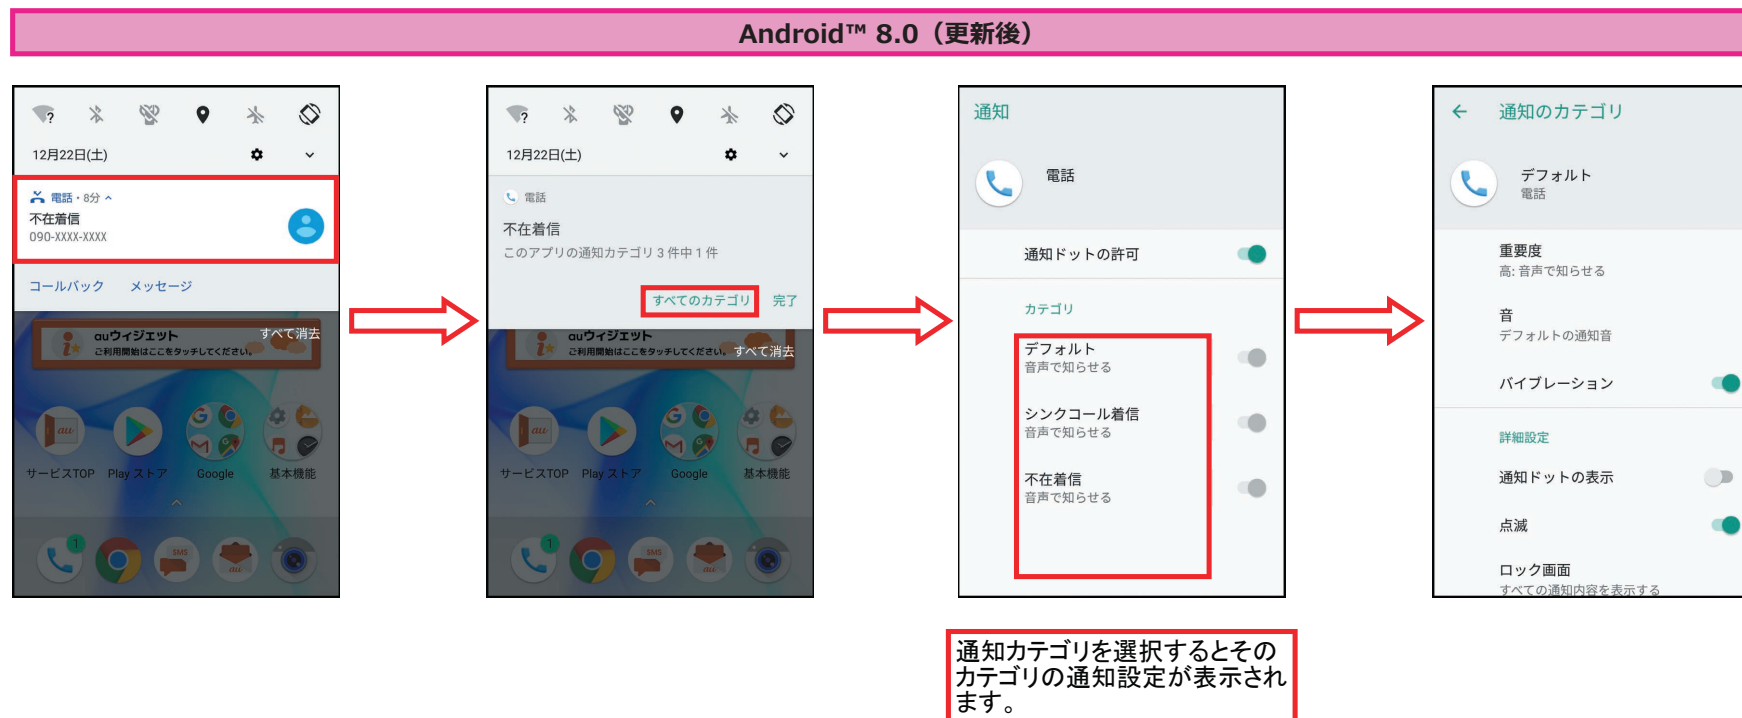 Android™ 8.0（更新後）
12月22日(土)
電話・8分
不在着信
090-XXXX-XXXX
コールバック メッセージ
auウィジェット
ご利用開始はここをタッチしてください。
すべて消去
au
サービスTOP Play ストア Google 基本機能
1
SMS
au
12月22日(土)
電話
不在着信
このアプリの通知カテゴリ 3 件中 1 件
すべてのカテゴリ 完了
auウィジェット
ご利用開始はここをタッチしてください。
すべて消去
au
サービスTOP Play ストア Google 基本機能
1
SMS
au
通知
電話
通知ドットの許可
カテゴリ
デフォルト
音声で知らせる
シンクコール着信
音声で知らせる
不在着信
音声で知らせる
通知カテゴリを選択するとその
カテゴリの通知設定が表示され
ます。
通知のカテゴリ
デフォルト
電話
重要度
高: 音声で知らせる
音
デフォルトの通知音
バイブレーション
詳細設定
通知ドットの表示
点滅
ロック画面
すべての通知内容を表示する